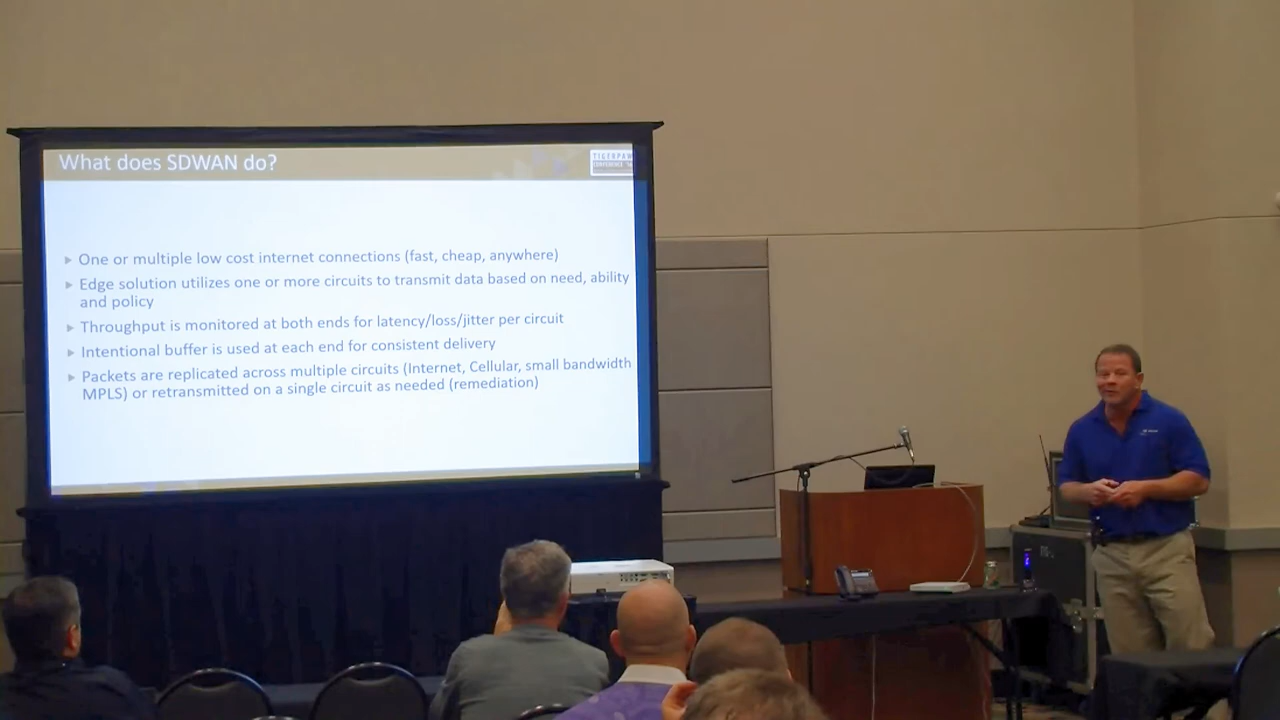 What does SDWAN do?
TIGERPAW
CONFERENCE
One or multiple low cost internet connections (fast, cheap, anywhere)
Edge solution utilizes one or more circuits to transmit data based on need, ability
and policy
Throughput is monitored at both ends for latency/loss/jitter per circuit
Intentional buffer is used at each end for consistent delivery
Packets are replicated across multiple circuits (Internet, Cellular, small bandwidth
MPLS) or retransmitted on a single circuit as needed (remediation)